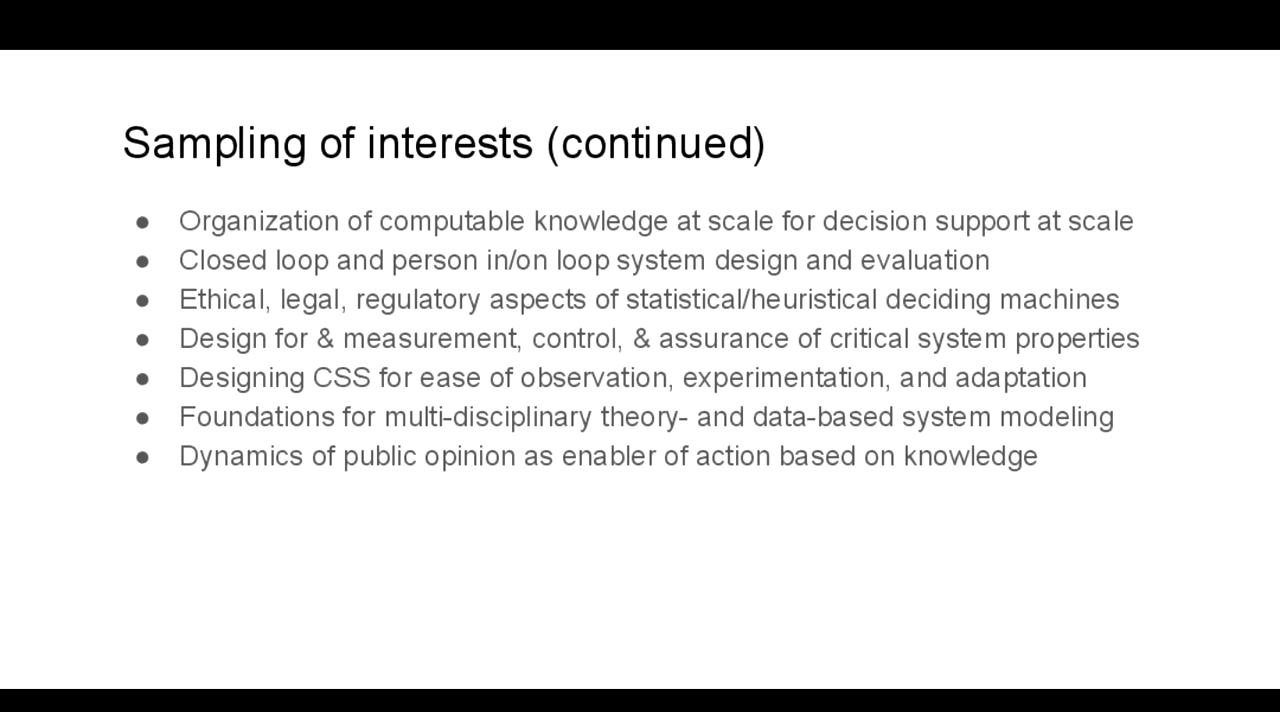 Sampling of interests (continued)
● Organization of computable knowledge at scale for decision support at scale
● Closed loop and person in/on loop system design and evaluation
● Ethical, legal, regulatory aspects of statistical/heuristical deciding machines
● Design for & measurement, control, & assurance of critical system properties
● Designing CSS for ease of observation, experimentation, and adaptation
● Foundations for multi-disciplinary theory- and data-based system modeling
● Dynamics of public opinion as enabler of action based on knowledge